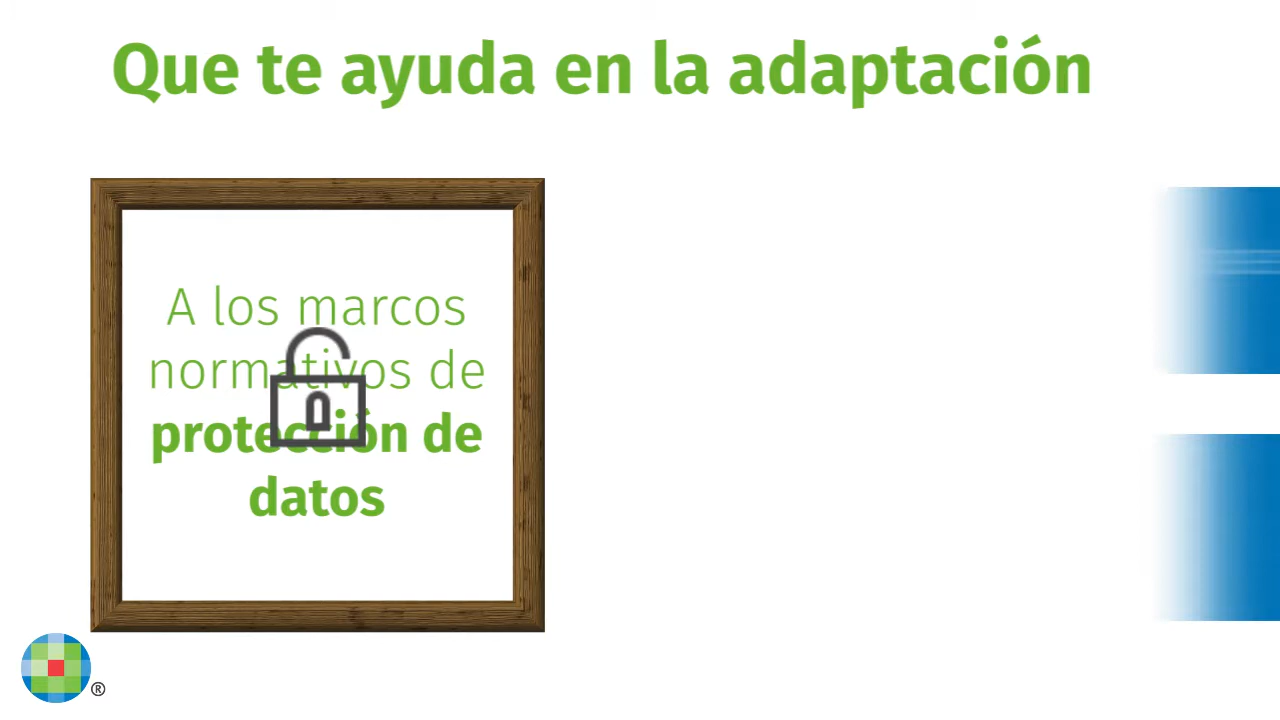 Que te ayuda en la adaptación
A los marcos
normativos de
protección de
datos
®